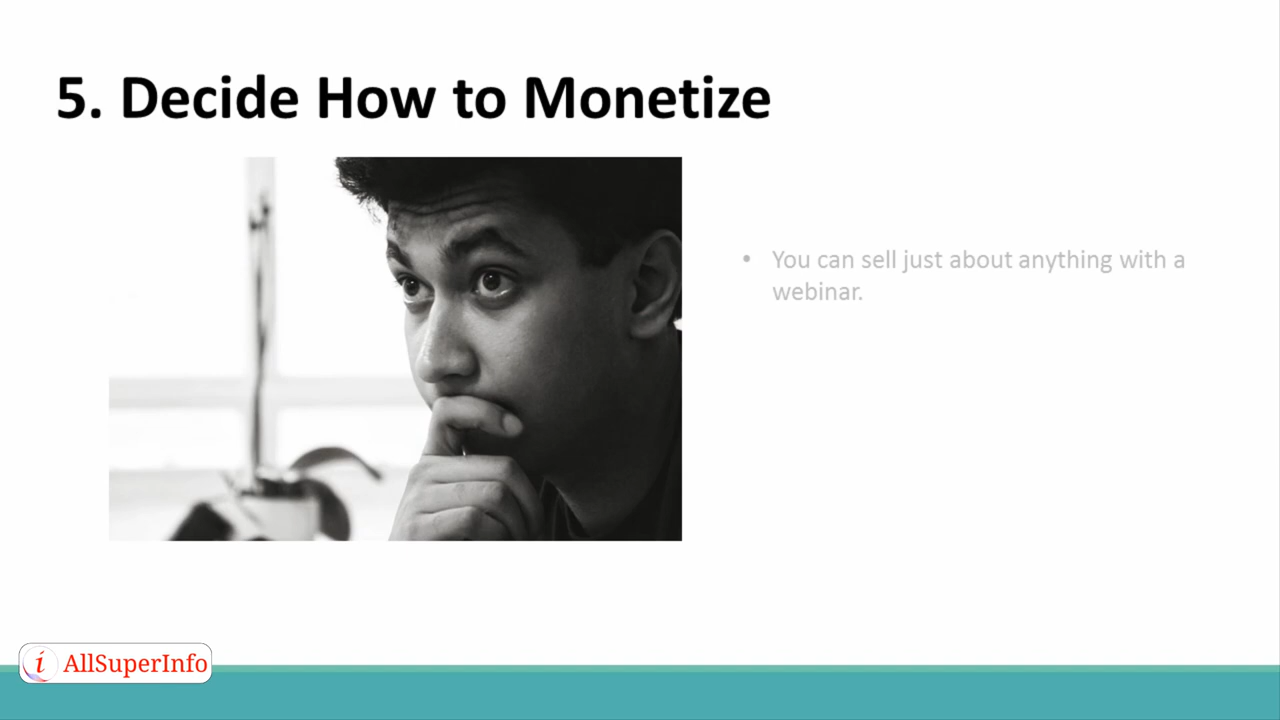 5. Decide How to Monetize
• You can sell just about anything with a
webinar.
i AllSuperInfo